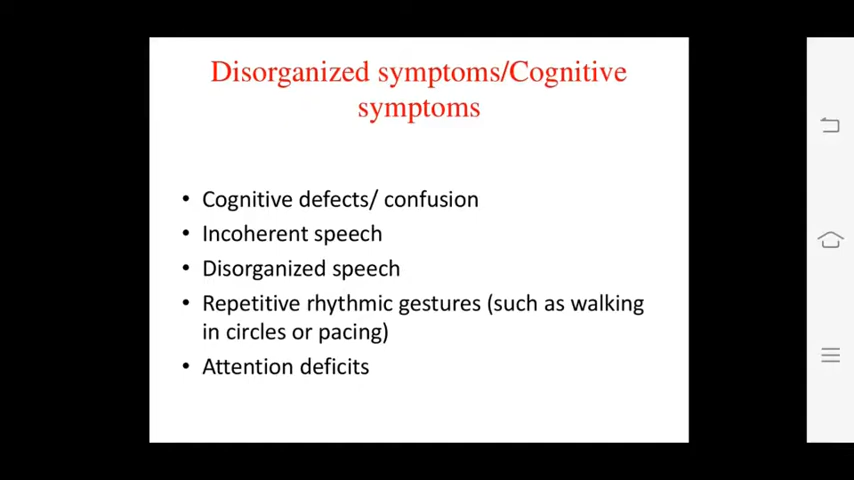 Disorganized symptoms/Cognitive
symptoms
• Cognitive defects/ confusion
• Incoherent speech
• Disorganized speech
• Repetitive rhythmic gestures (such as walking
in circles or pacing)
• Attention deficits